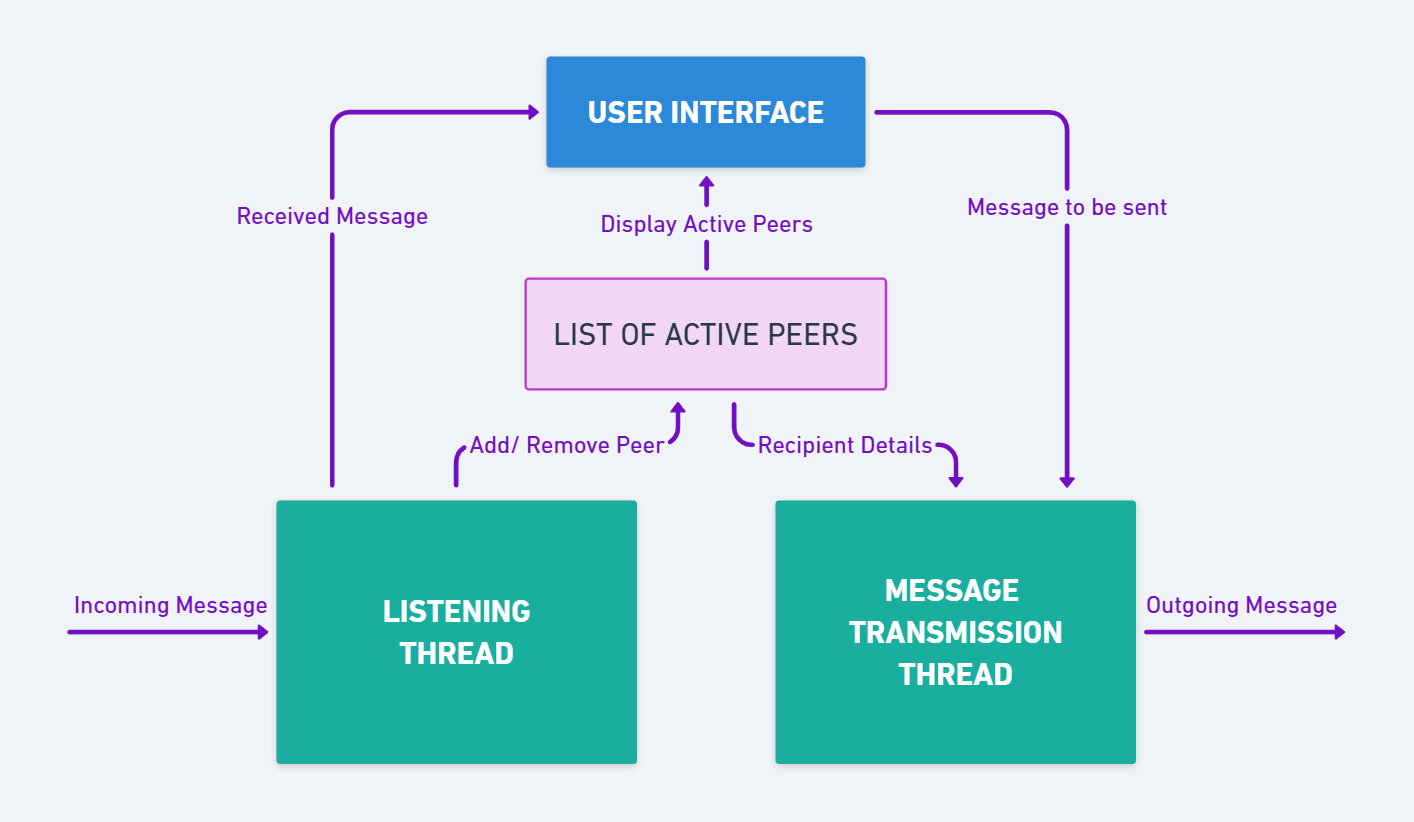 USER INTERFACE
Received Message
Message to be sent
Display Active Peers
LIST OF ACTIVE PEERS
Add/ Remove Peer
Recipient Details
Incoming Message
LISTENING
THREAD
MESSAGE
TRANSMISSION
THREAD
Outgoing Message